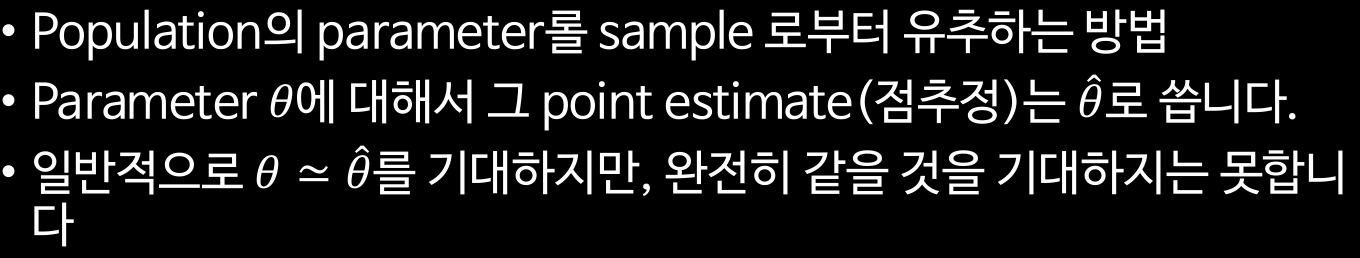 • Population의 parameter롤 sample 로부터 유추하는 방법
• Parameter θ에 대해서 그 point estimate(점추정)는 θ̂로 씁니다.
• 일반적으로 θ ≃ θ̂를 기대하지만, 완전히 같을 것을 기대하지는 못합니
다